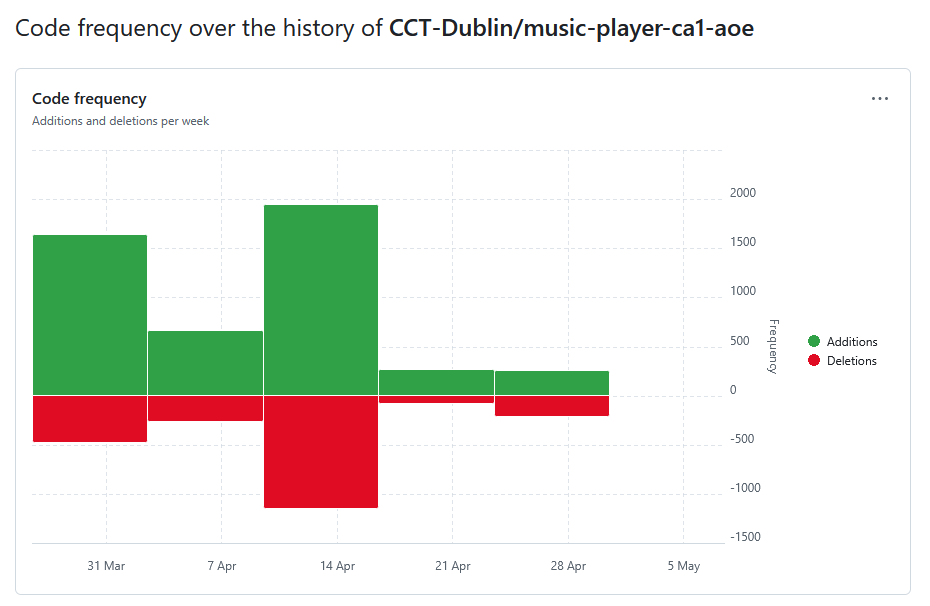 Code frequency over the history of CCT-Dublin/music-player-ca1-aoe
Code frequency
...
Additions and deletions per week
2000
1500
1000
500
0
-500
-1000
-1500
Frequency
Additions
Deletions
31 Mar
7 Apr
14 Apr
21 Apr
28 Apr
5 May